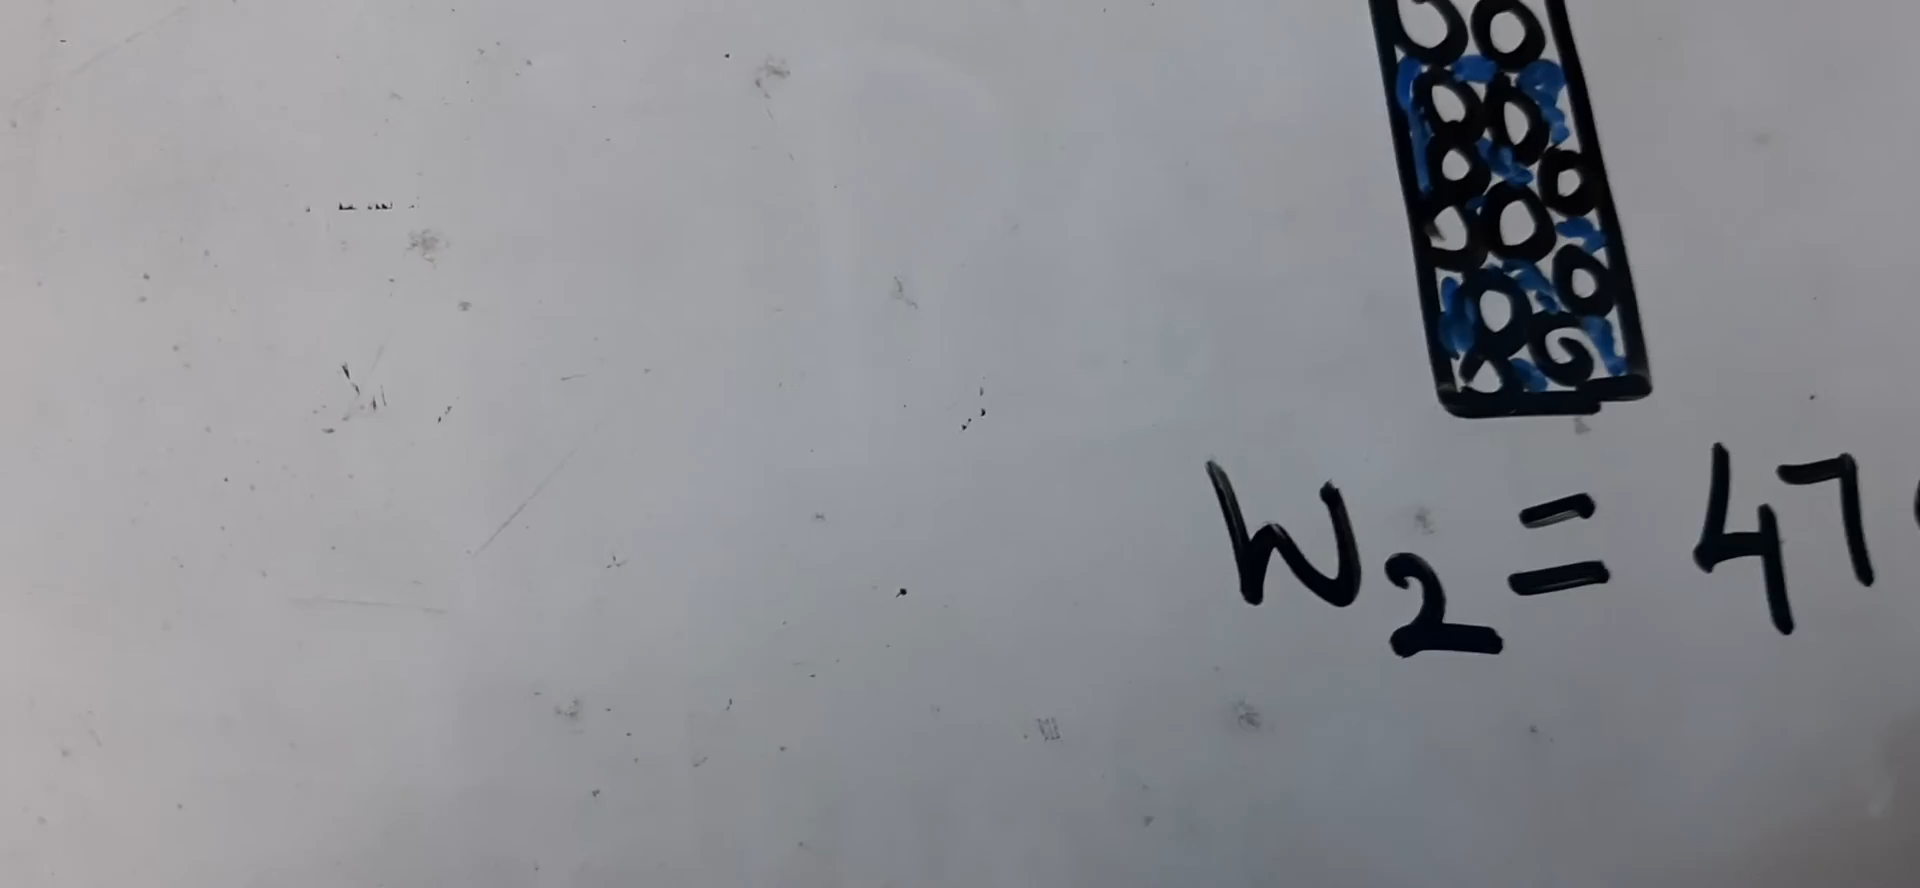 W₂ = 47